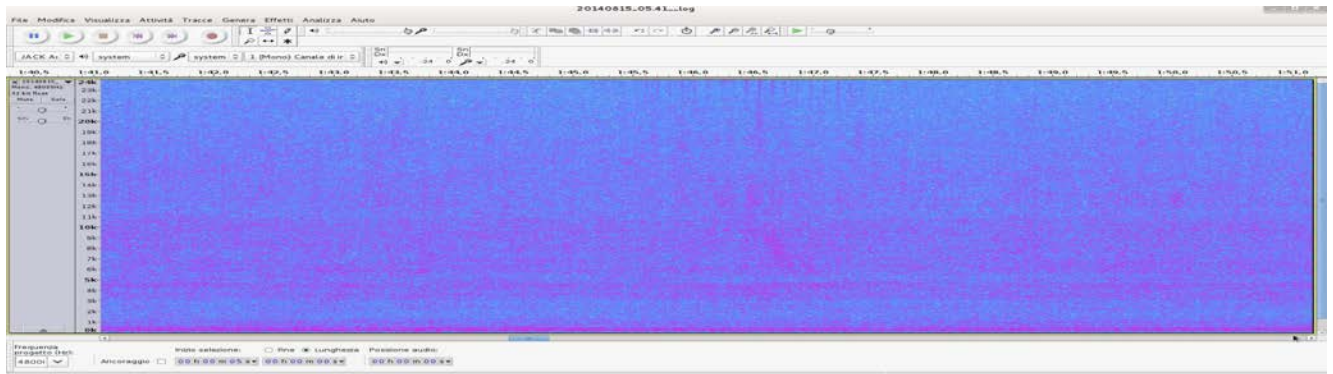 20140815_05.41__log
File Modifica Visualizza Attività Tracce Genera Effetti Analizza Aiuto
system system 1 (Mono) Canale di ir
-24 0 -24 0
1:40,5 1:41,0 1:41,5 1:42,0 1:42,5 1:43,0 1:43,5 1:44,0 1:44,5 1:45,0 1:45,5 1:46,0 1:46,5 1:47,0 1:47,5 1:48,0 1:48,5 1:49,0 1:49,5 1:50,0 1:50,5 1:51,0
24k
23k
22k
21k
20k
19k
18k
17k
16k
15k
14k
13k
12k
11k
10k
9k
8k
7k
6k
5k
4k
3k
2k
1k
0k
Frequenza
progetto (Hz):
Inizio selezione: Fine Lunghezza Posizione audio:
Ancoraggio 00 h 00 m 05 s 00 h 00 m 00 s 00 h 00 m 00 s